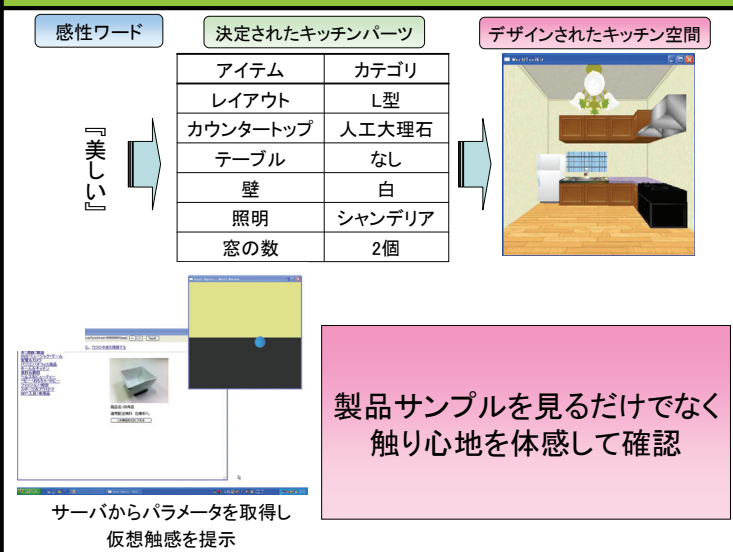 感性ワード
決定されたキッチンパーツ
デザインされたキッチン空間
『美しい』
アイテム カテゴリ
レイアウト L型
カウンタートップ 人工大理石
テーブル なし
壁 白
照明 シャンデリア
窓の数 2個
製品サンプルを見るだけでなく
触り心地を体感して確認
サーバからパラメータを取得し
仮想触感を提示